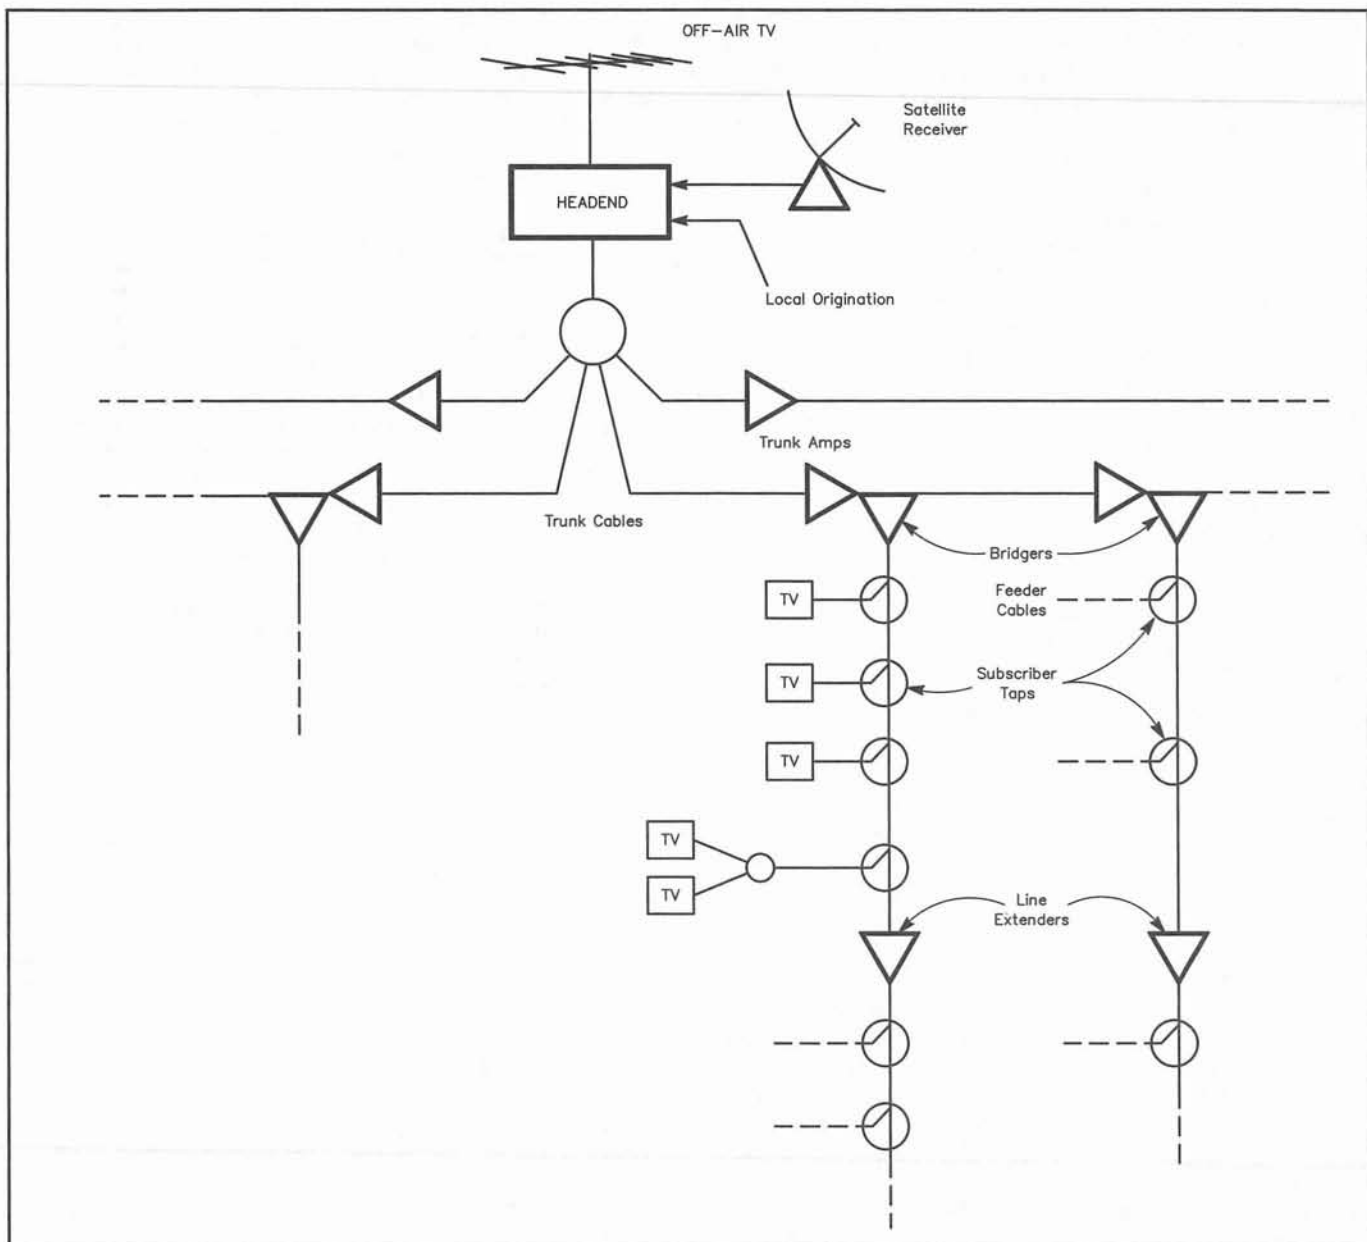 OFF-AIR TV
Satellite
Receiver
HEADEND
Local Origination
Trunk Amps
Trunk Cables
Bridgers
TV
Feeder
Cables
TV
Subscriber
Taps
TV
TV
TV
Line
Extenders